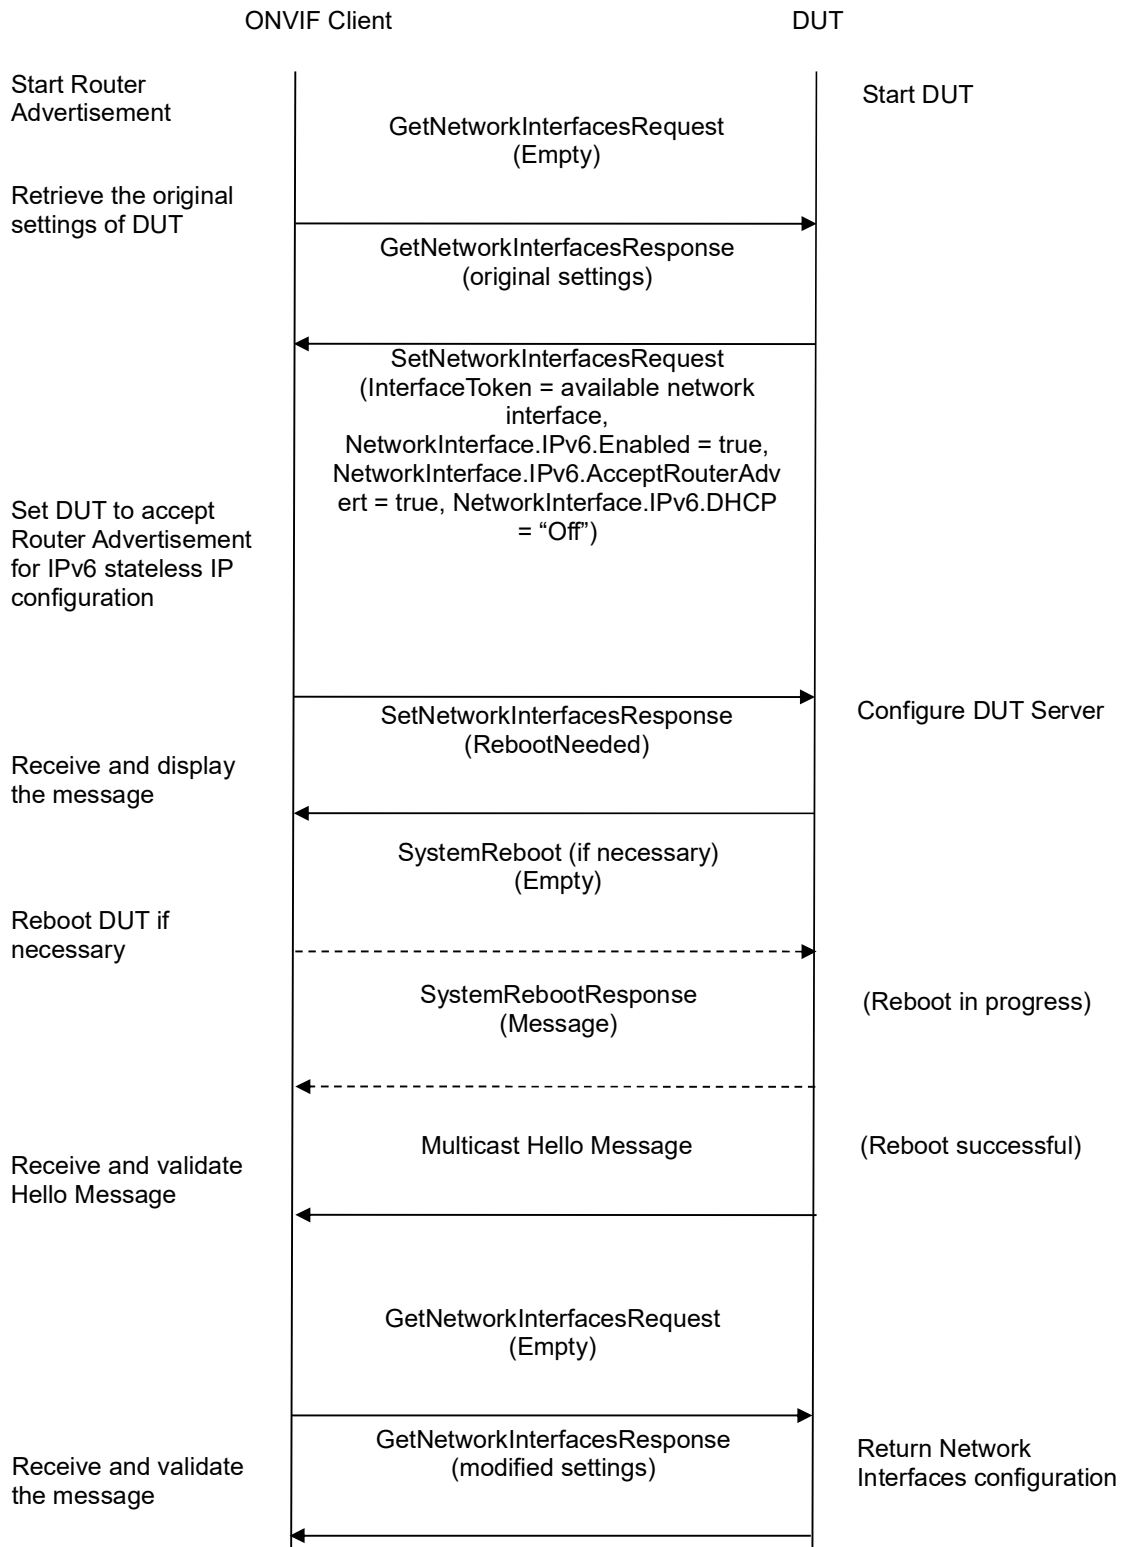 ONVIF Client
DUT
Start Router
Advertisement
Start DUT
GetNetworkInterfacesRequest
(Empty)
Retrieve the original
settings of DUT
GetNetworkInterfacesResponse
(original settings)
SetNetworkInterfacesRequest
(InterfaceToken = available network
interface,
NetworkInterface.IPv6.Enabled = true,
NetworkInterface.IPv6.AcceptRouterAdv
ert = true, NetworkInterface.IPv6.DHCP
= “Off”)
Set DUT to accept
Router Advertisement
for IPv6 stateless IP
configuration
SetNetworkInterfacesResponse
(RebootNeeded)
Configure DUT Server
Receive and display
the message
SystemReboot (if necessary)
(Empty)
Reboot DUT if
necessary
SystemRebootResponse
(Message)
(Reboot in progress)
Multicast Hello Message
(Reboot successful)
Receive and validate
Hello Message
GetNetworkInterfacesRequest
(Empty)
GetNetworkInterfacesResponse
(modified settings)
Return Network
Interfaces configuration
Receive and validate
the message